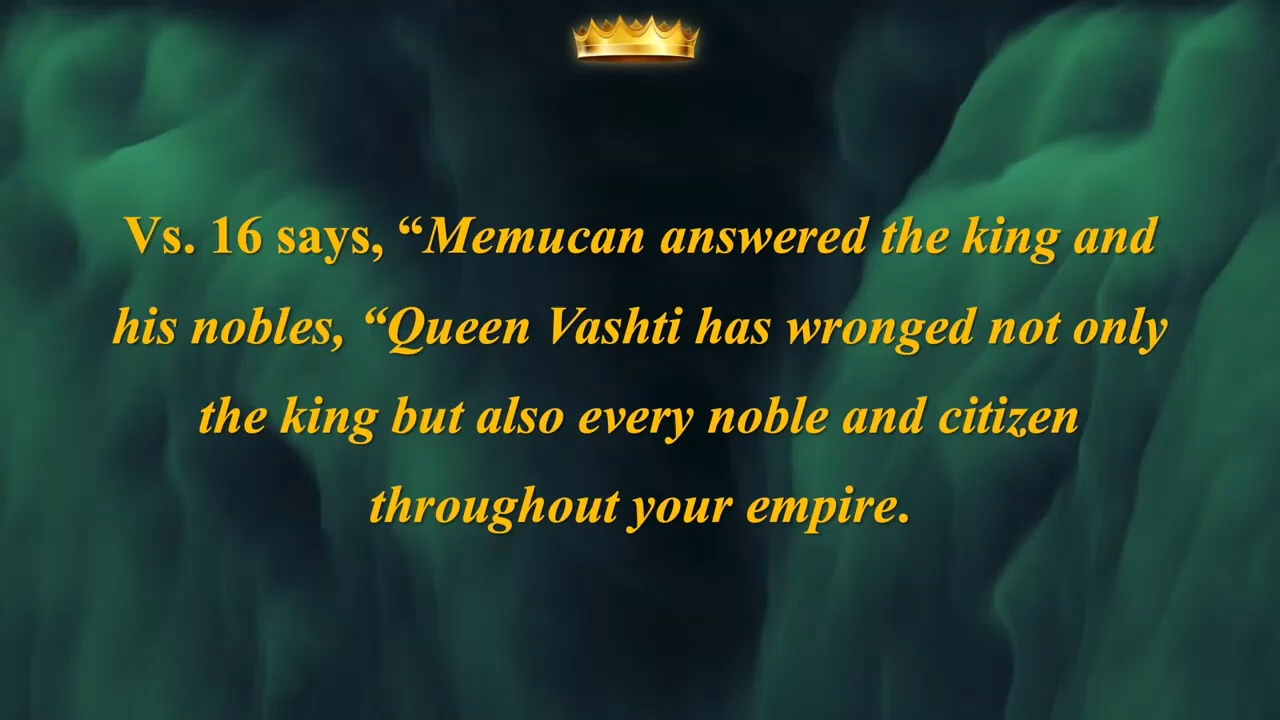 Vs. 16 says, “Memucan answered the king and
his nobles, “Queen Vashti has wronged not only
the king but also every noble and citizen
throughout your empire.